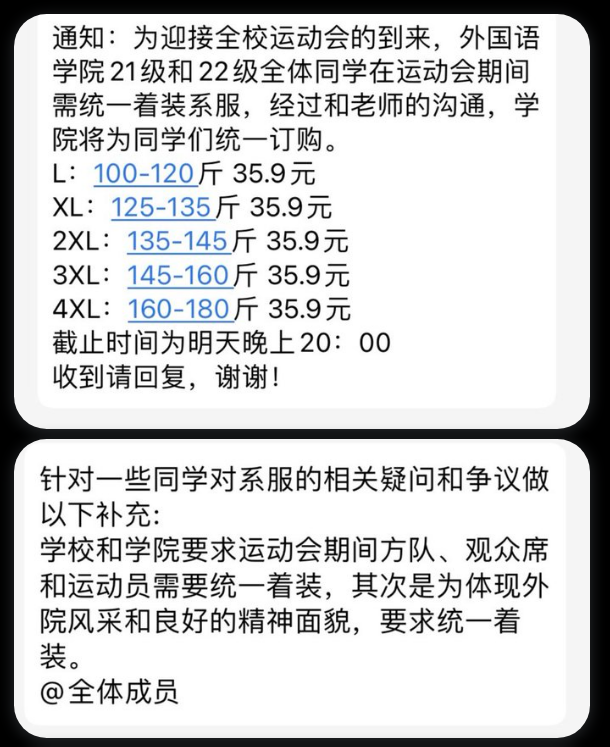 通知：为迎接全校运动会的到来，外国语
学院21级和22级全体同学在运动会期间
需统一着装系服，经过和老师的沟通，学
院将为同学们统一订购。
L：100-120斤 35.9元
XL：125-135斤 35.9元
2XL：135-145斤 35.9元
3XL：145-160斤 35.9元
4XL：160-180斤 35.9元
截止时间为明天晚上20：00
收到请回复，谢谢！
针对一些同学对系服的相关疑问和争议做
以下补充:
学校和学院要求运动会期间方队、观众席
和运动员需要统一着装，其次是为体现外
院风采和良好的精神面貌，要求统一着
装。
@全体成员